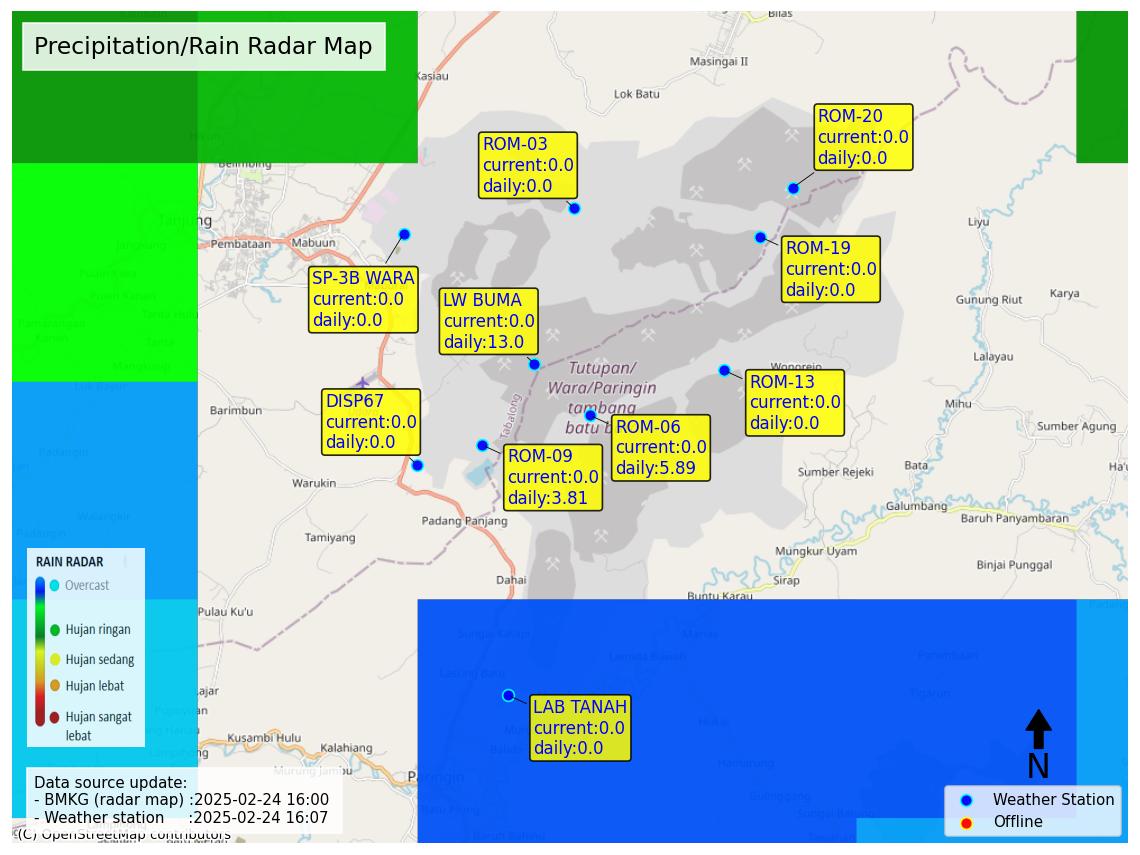 Precipitation/Rain Radar Map
Bilas
Masingai II
Kasiau
Lok Batu
Belimbing
ROM-20
current:0.0
daily:0.0
ROM-03
current:0.0
daily:0.0
Tanjung
Pembataan
Mabuun
Liyu
ROM-19
current:0.0
daily:0.0
SP-3B WARA
current:0.0
daily:0.0
LW BUMA
current:0.0
daily:13.0
Gunung Riut
Karya
Lalayau
Tutupan/
Wara/Paringin
tambang
batu
Wonorejo
ROM-13
current:0.0
daily:0.0
Tabalong
DISP67
current:0.0
daily:0.0
Barimbun
ROM-06
current:0.0
daily:5.89
ROM-09
current:0.0
daily:3.81
Mihu
Sumber Agung
Bata
Sumber Rejeki
Warukin
Galumbang
Baruh Panyambaran
Padang Panjang
Tamiyang
Mungkur Uyam
Binjai Punggal
Dahai
Sirap
Buntu Karau
Pulau Ku'u
RAIN RADAR
Overcast
Hujan ringan
Hujan sedang
Hujan lebat
Hujan sangat
lebat
LAB TANAH
current:0.0
daily:0.0
Kusambi Hulu
Kalahiang
Murung Jambu
Paringin
N
Data source update:
- BMKG (radar map) :2025-02-24 16:00
- Weather station :2025-02-24 16:07
(C) OpenStreetMap contributors
Weather Station
Offline